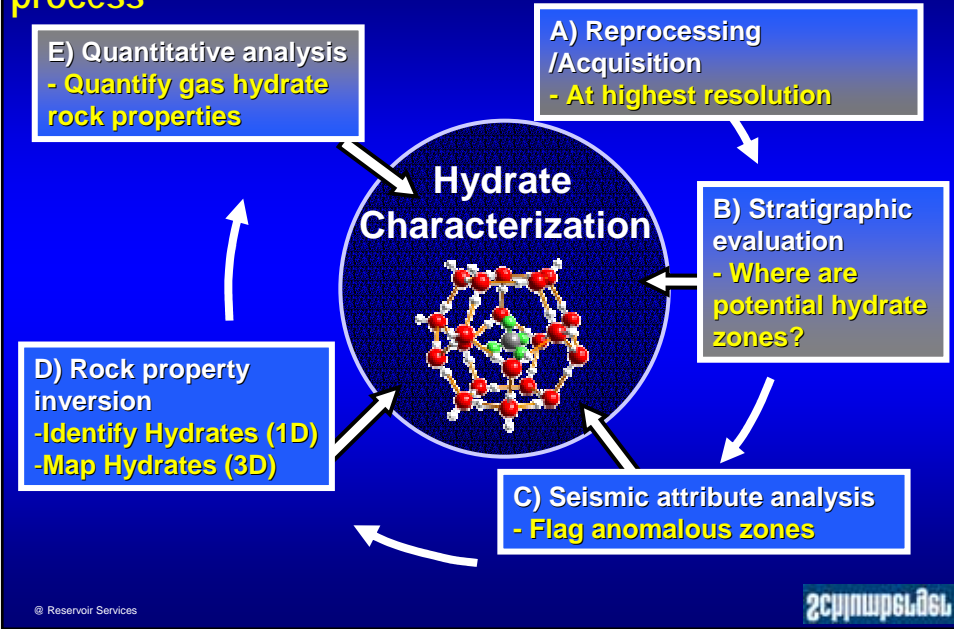 process
E) Quantitative analysis
- Quantify gas hydrate
rock properties
A) Reprocessing
/Acquisition
- At highest resolution
Hydrate
Characterization
B) Stratigraphic
evaluation
- Where are
potential hydrate
zones?
D) Rock property
inversion
-Identify Hydrates (1D)
-Map Hydrates (3D)
C) Seismic attribute analysis
- Flag anomalous zones
@ Reservoir Services
Schlumberger